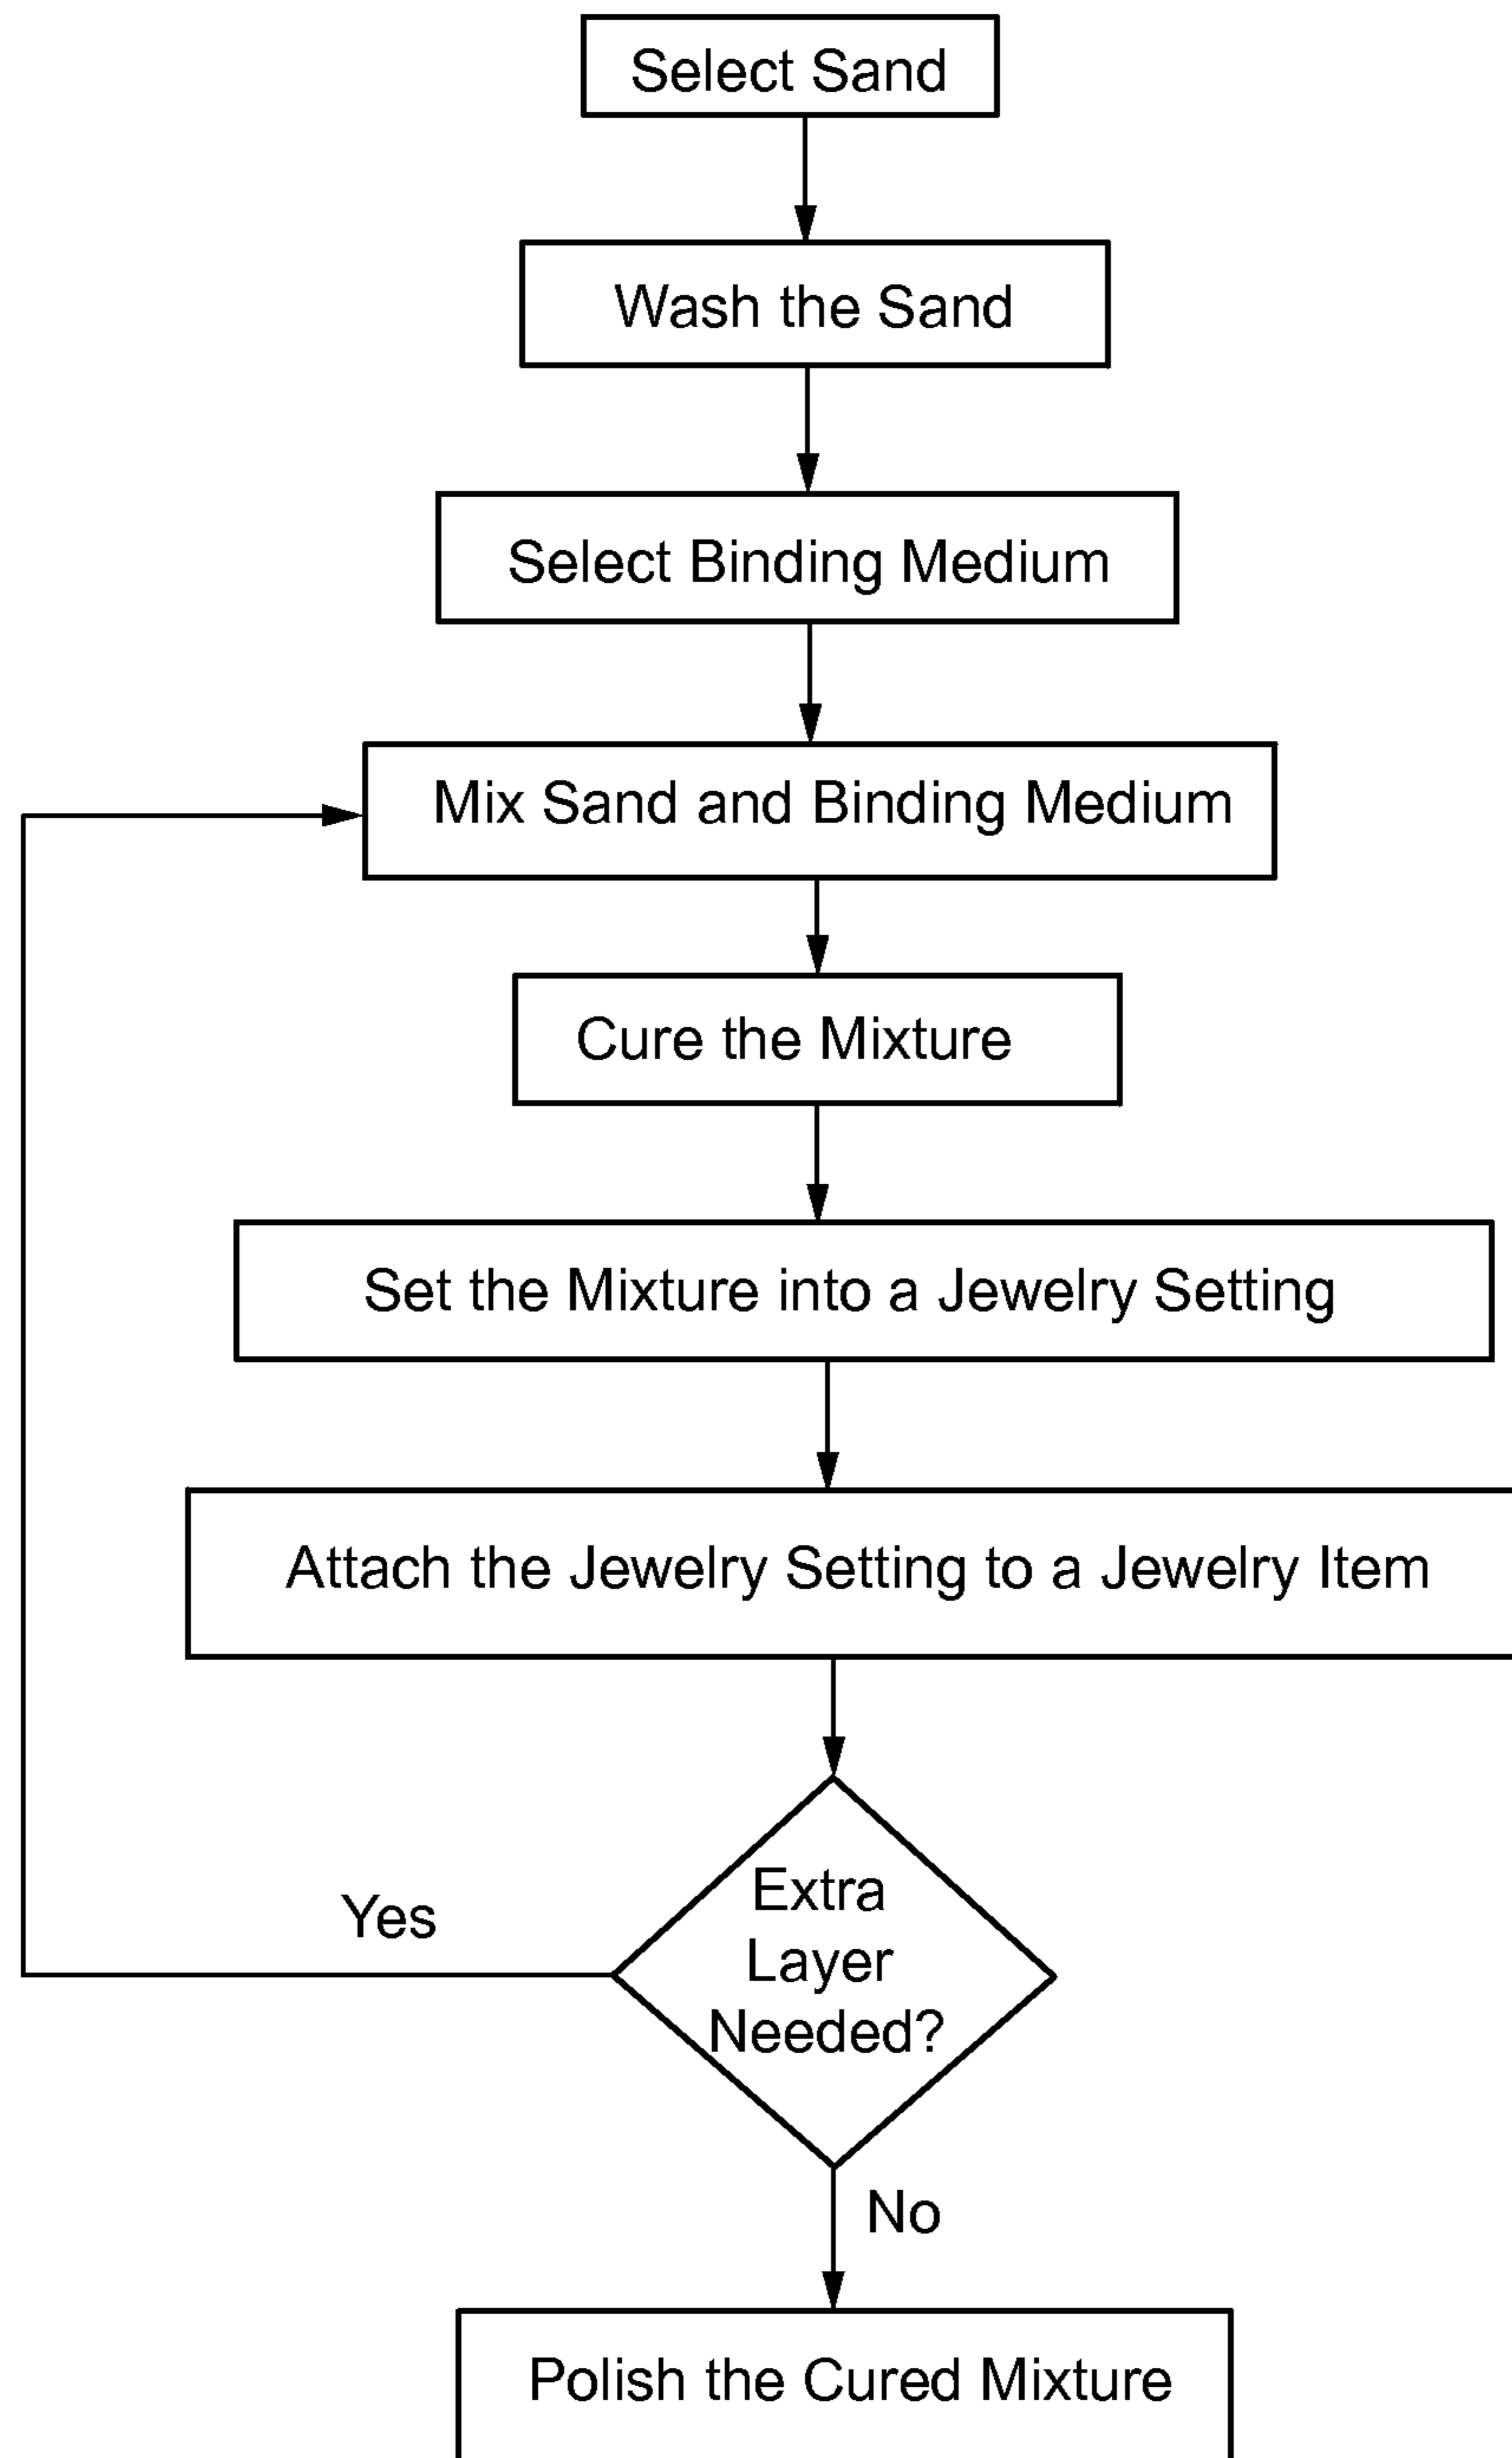 Select Sand
Wash the Sand
Select Binding Medium
Mix Sand and Binding Medium
Cure the Mixture
Set the Mixture into a Jewelry Setting
Attach the Jewelry Setting to a Jewelry Item
Extra
Layer
Needed?
Yes
No
Polish the Cured Mixture